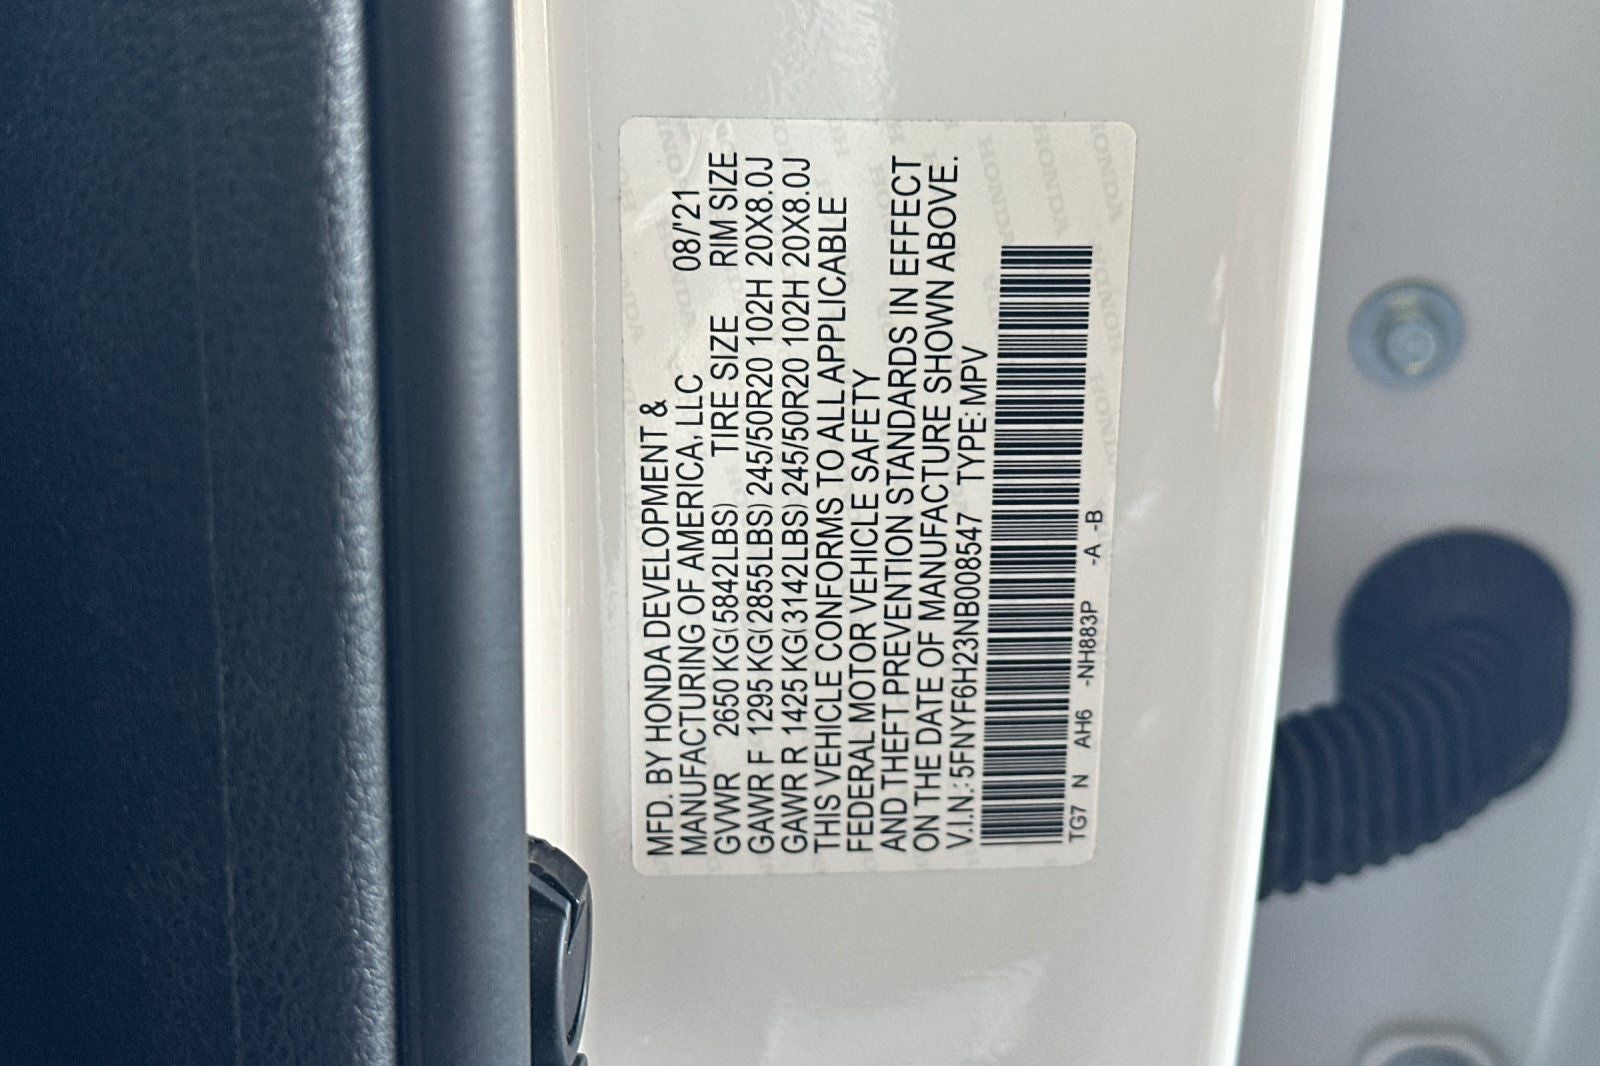 MFD. BY HONDA DEVELOPMENT &
MANUFACTURING OF AMERICA, LLC 08/'21
GVWR 2650 KG(5842LBS) TIRE SIZE RIM SIZE
GAWR F 1295 KG(2855LBS) 245/50R20 102H 20X8.0J
GAWR R 1425 KG(3142LBS) 245/50R20 102H 20X8.0J
THIS VEHICLE CONFORMS TO ALL APPLICABLE
FEDERAL MOTOR VEHICLE SAFETY
AND THEFT PREVENTION STANDARDS IN EFFECT
ON THE DATE OF MANUFACTURE SHOWN ABOVE.
V.I.N.: 5FNYF6H23NB008547 TYPE: MPV
TG7 N AH6 -NH883P -A -B